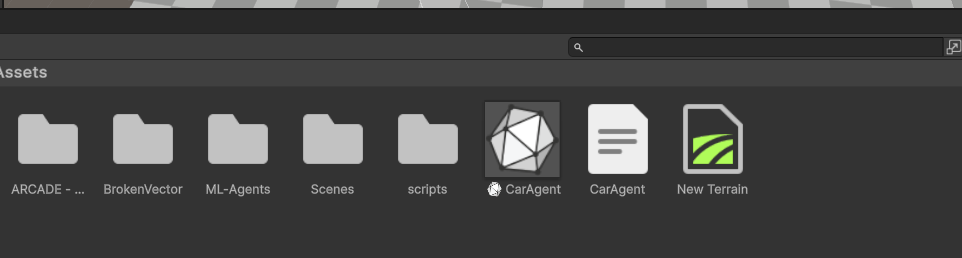 Assets
ARCADE - ...
BrokenVector
ML-Agents
Scenes
scripts
CarAgent
CarAgent
New Terrain